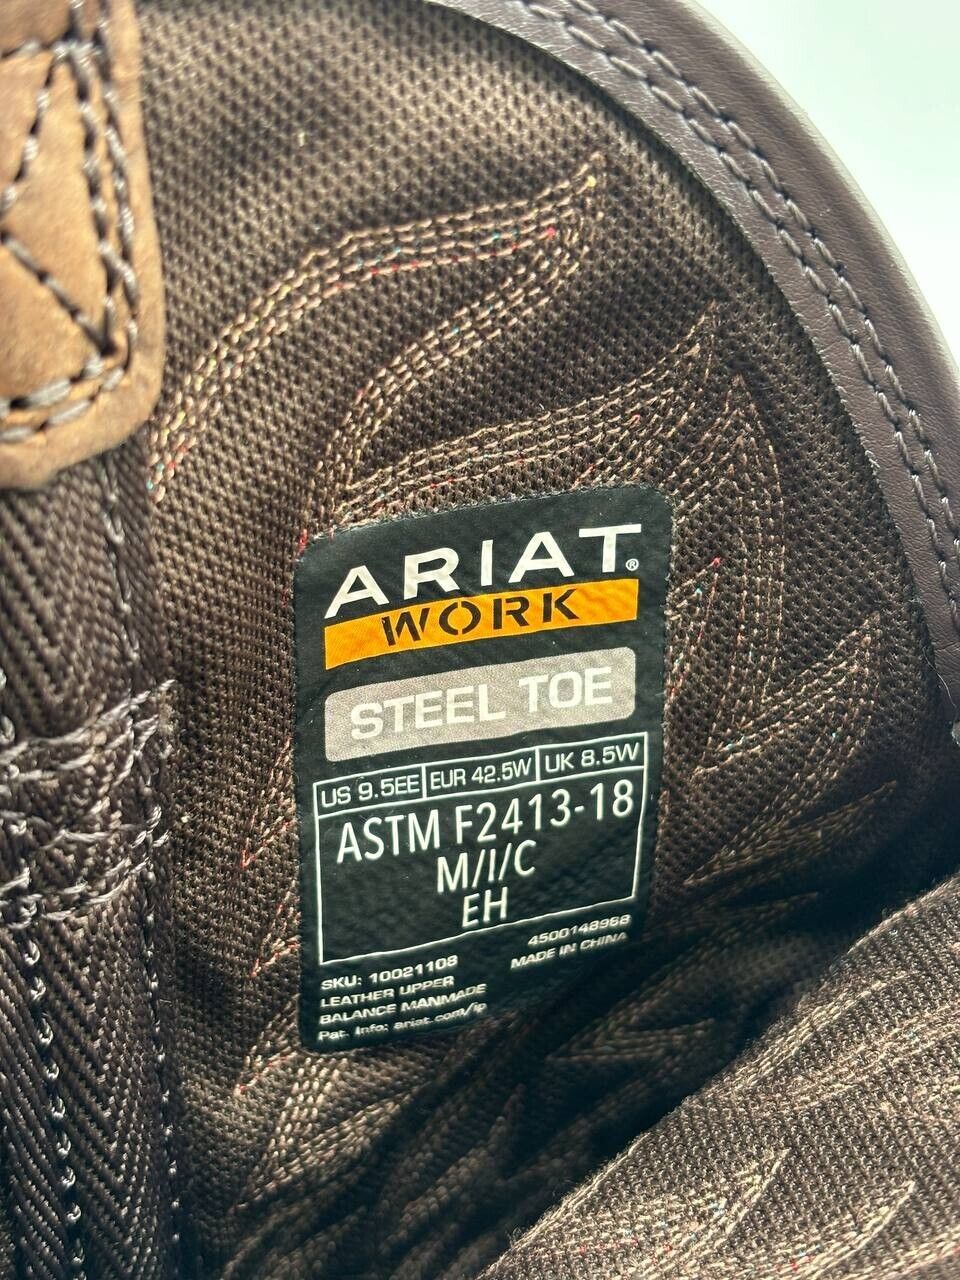 ARIAT®
WORK
STEEL TOE
US 9.5EE EUR 42.5W UK 8.5W
ASTM F2413-18
M/I/C
EH
4500148968
MADE IN CHINA
SKU: 10021108
LEATHER UPPER
BALANCE MANMADE
Pat. Info: ariat.com/ip